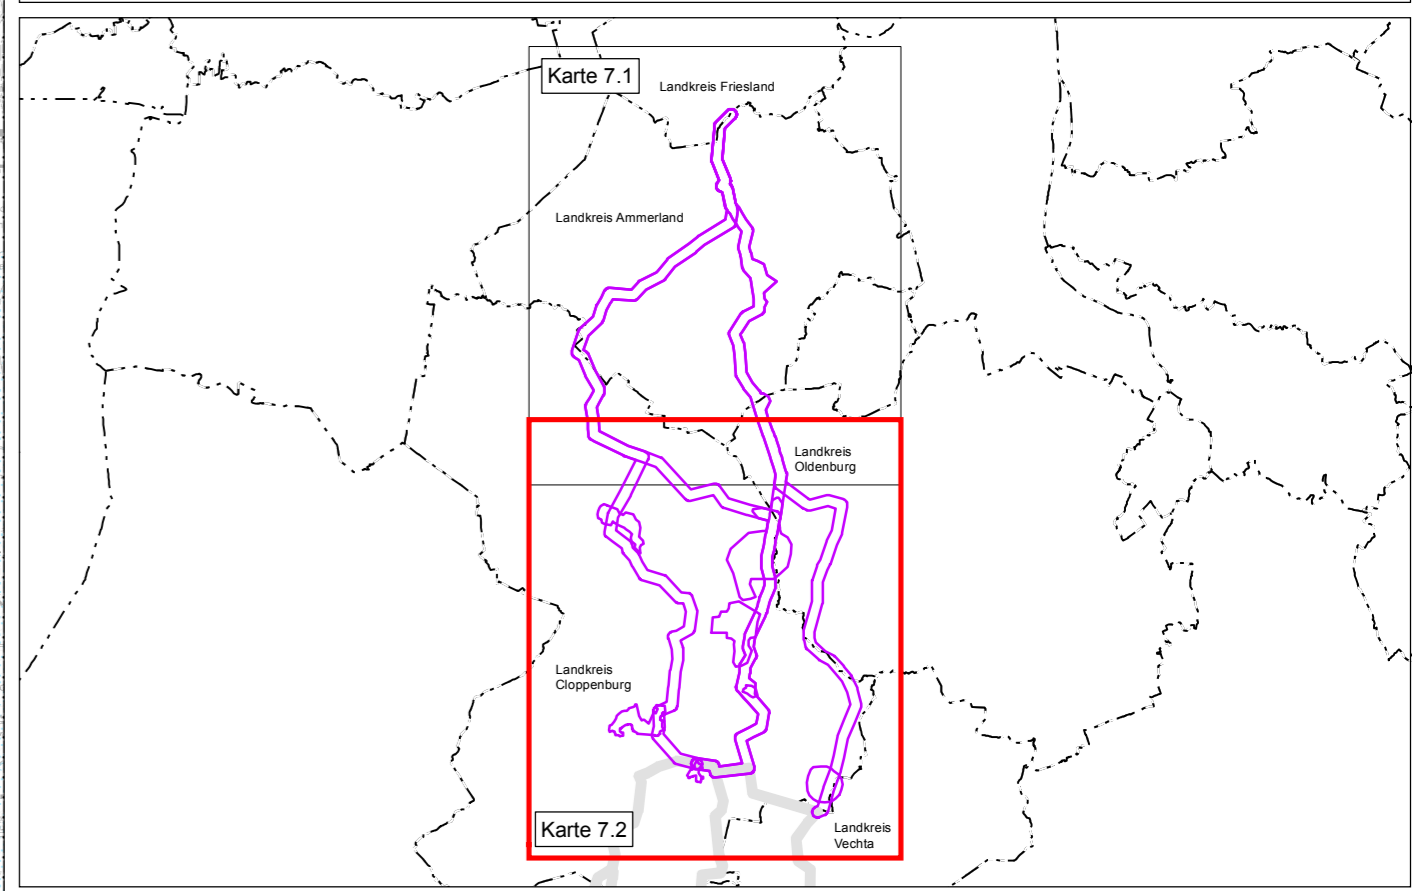 Karte 7.1
Landkreis Friesland
Landkreis Ammerland
Landkreis
Oldenburg
Landkreis
Cloppenburg
Karte 7.2
Landkreis
Vechta